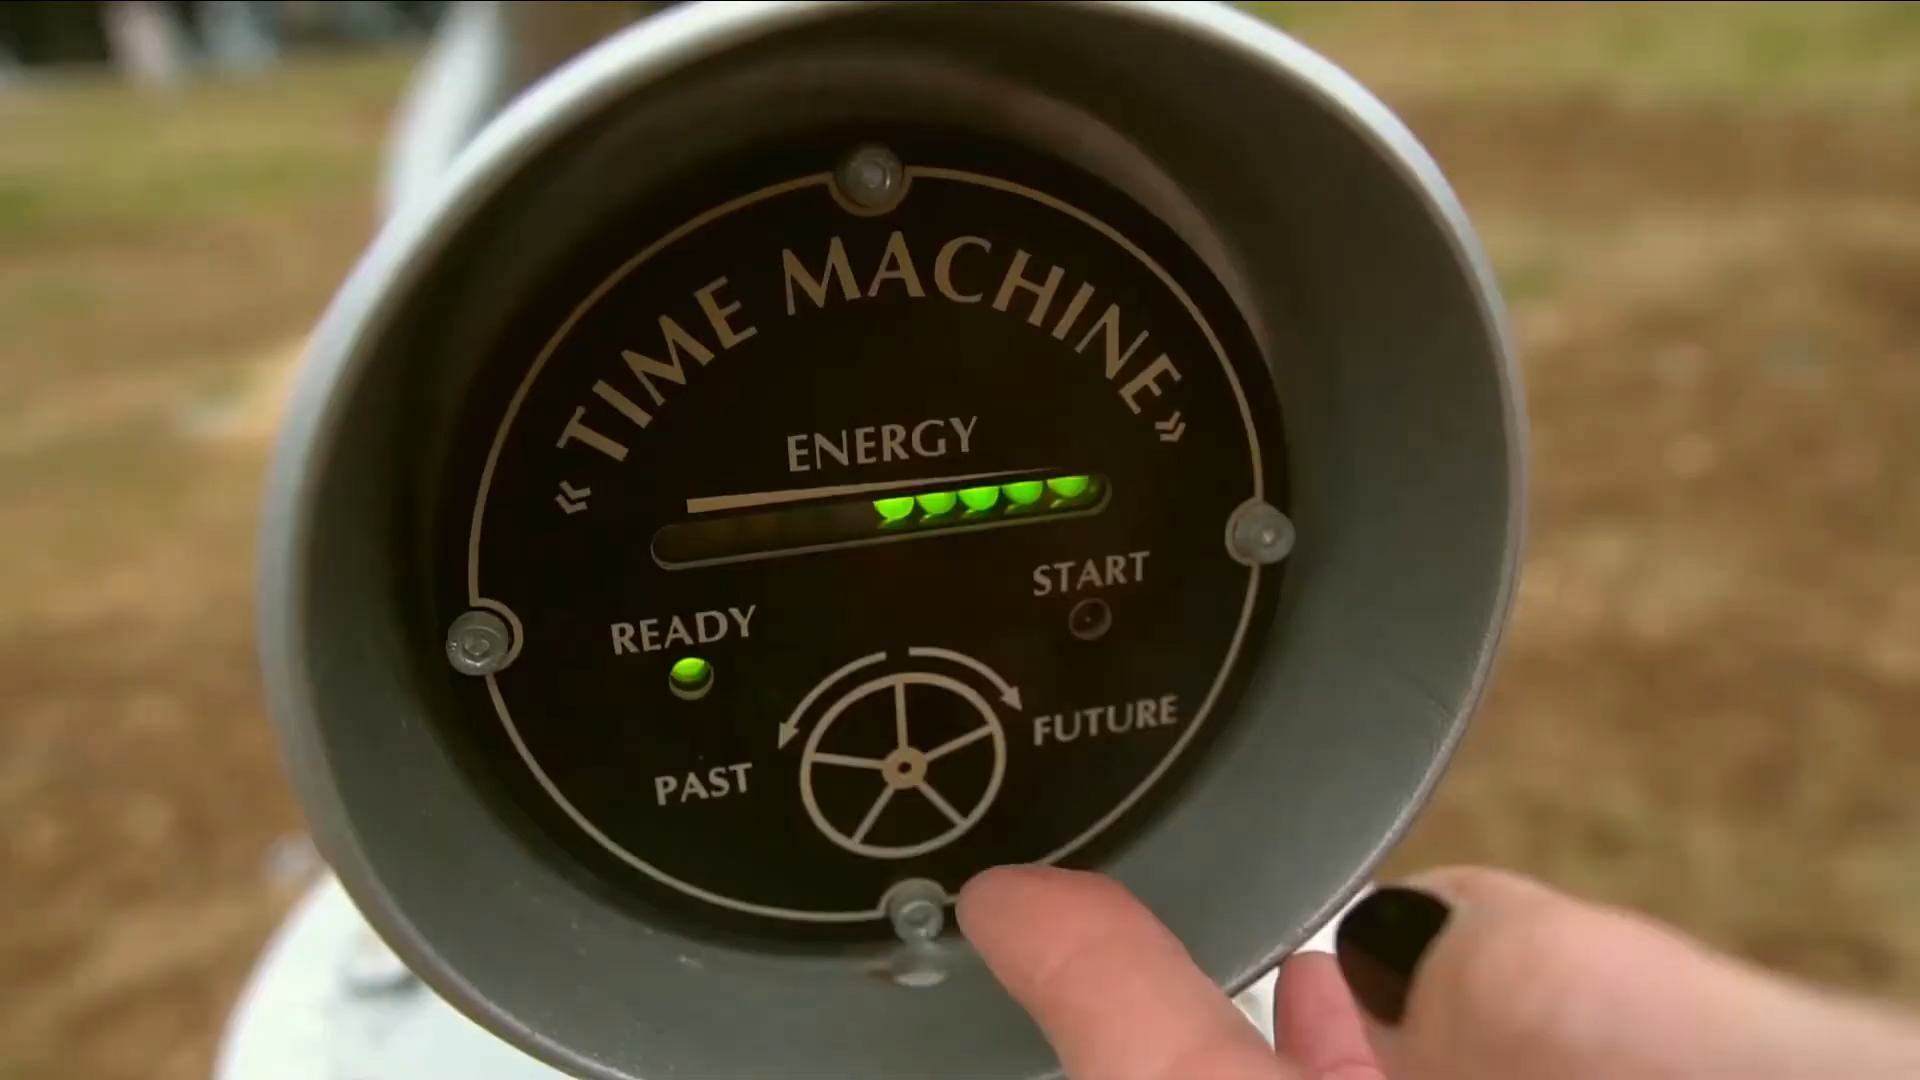 « TIME MACHINE »
ENERGY
START
READY
FUTURE
PAST